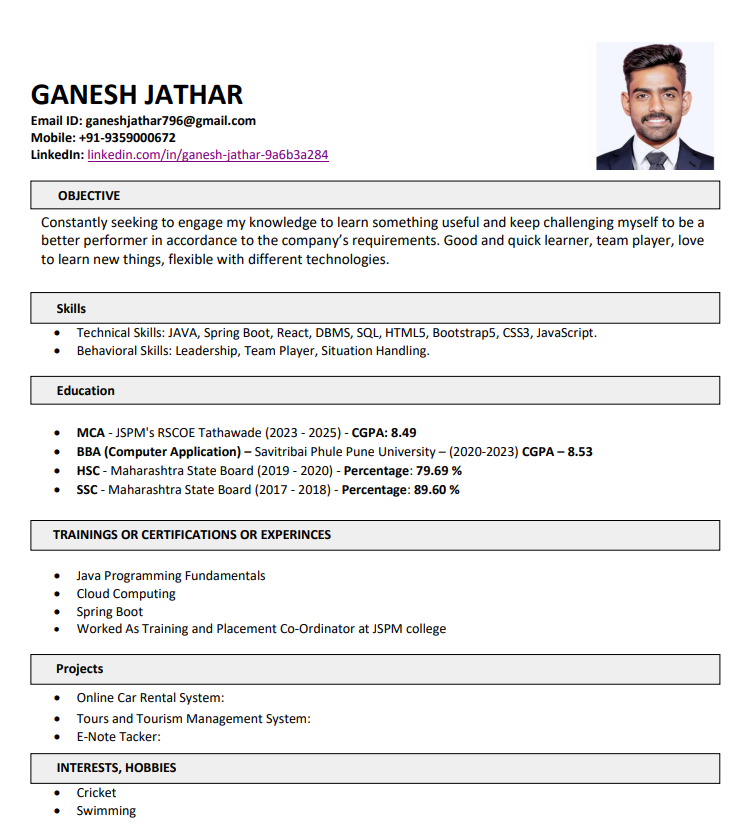 GANESH JATHAR
Email ID: ganeshjathar796@gmail.com
Mobile: +91-9359000672
LinkedIn: linkedin.com/in/ganesh-jathar-9a6b3a284
OBJECTIVE
Constantly seeking to engage my knowledge to learn something useful and keep challenging myself to be a
better performer in accordance to the company’s requirements. Good and quick learner, team player, love
to learn new things, flexible with different technologies.
Skills
• Technical Skills: JAVA, Spring Boot, React, DBMS, SQL, HTML5, Bootstrap5, CSS3, JavaScript.
• Behavioral Skills: Leadership, Team Player, Situation Handling.
Education
• MCA - JSPM's RSCOE Tathawade (2023 - 2025) - CGPA: 8.49
• BBA (Computer Application) – Savitribai Phule Pune University – (2020-2023) CGPA – 8.53
• HSC - Maharashtra State Board (2019 - 2020) - Percentage: 79.69 %
• SSC - Maharashtra State Board (2017 - 2018) - Percentage: 89.60 %
TRAININGS OR CERTIFICATIONS OR EXPERINCES
• Java Programming Fundamentals
• Cloud Computing
• Spring Boot
• Worked As Training and Placement Co-Ordinator at JSPM college
Projects
• Online Car Rental System:
• Tours and Tourism Management System:
• E-Note Tacker:
INTERESTS, HOBBIES
• Cricket
• Swimming